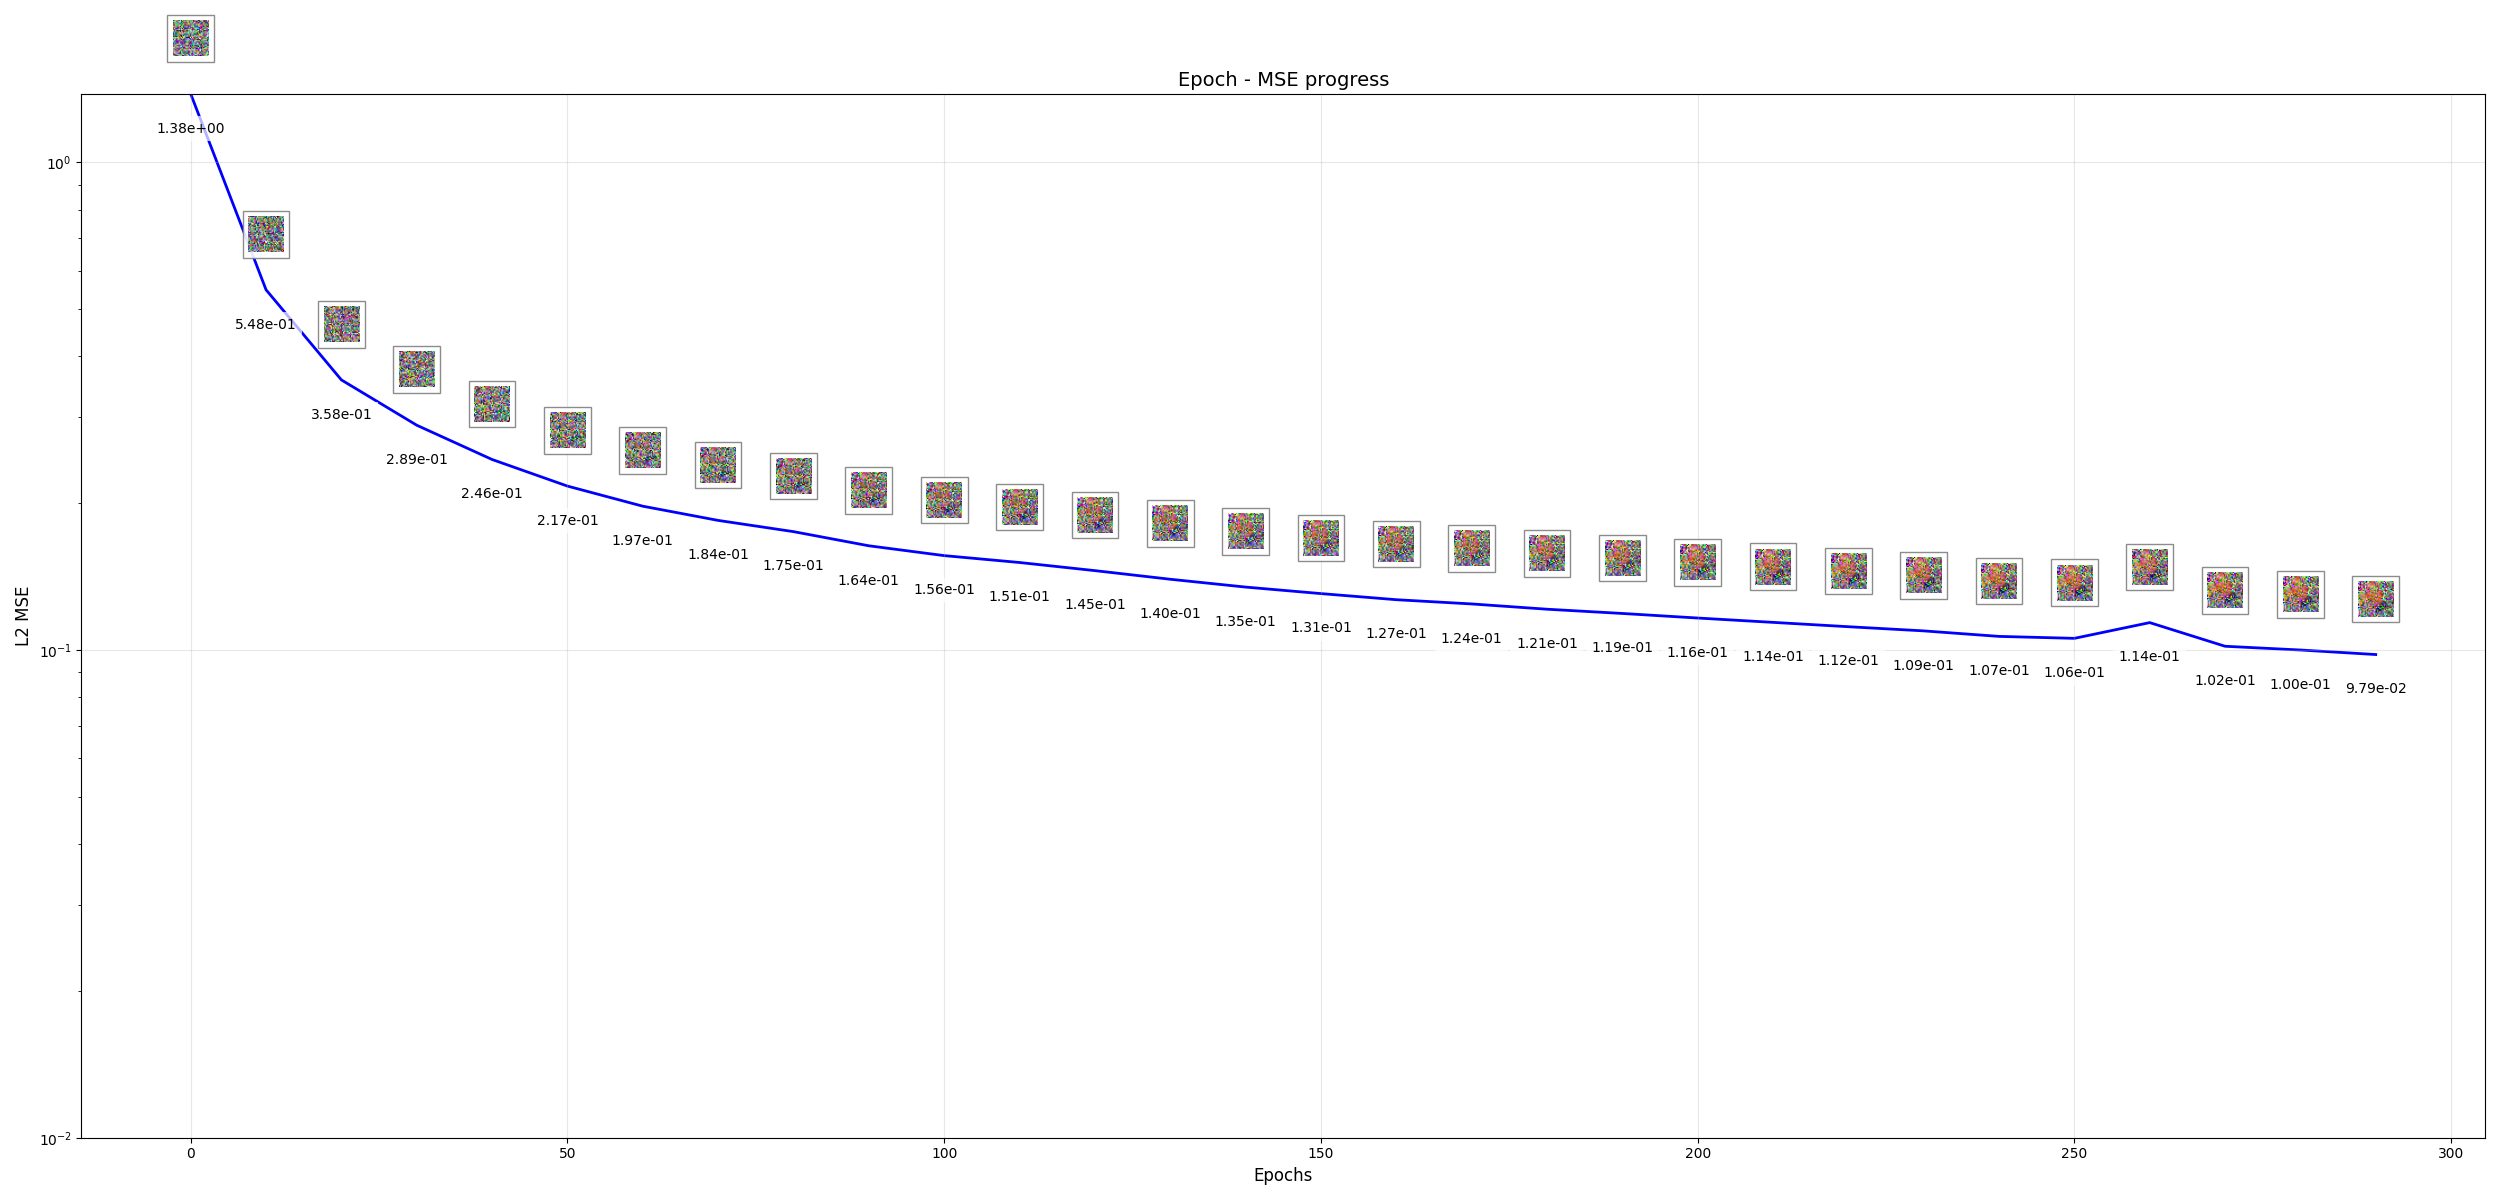 Epoch - MSE progress
L2 MSE
10⁰
10⁻¹
10⁻²
1.38e+00
5.48e-01
3.58e-01
2.89e-01
2.46e-01
2.17e-01
1.97e-01
1.84e-01
1.75e-01
1.64e-01
1.56e-01
1.51e-01
1.45e-01
1.40e-01
1.35e-01
1.31e-01
1.27e-01
1.24e-01
1.21e-01
1.19e-01
1.16e-01
1.14e-01
1.12e-01
1.09e-01
1.07e-01
1.06e-01
1.14e-01
1.02e-01
1.00e-01
9.79e-02
0 50 100 150 200 250 300
Epochs